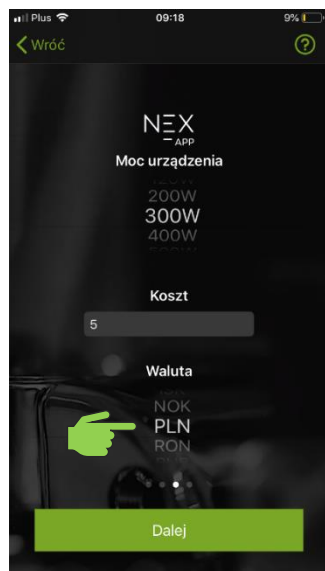 Plus 09:18 9%
Wróć
NEX
APP
Moc urządzenia
200W
300W
400W
Koszt
5
Waluta
NOK
PLN
RON
Dalej